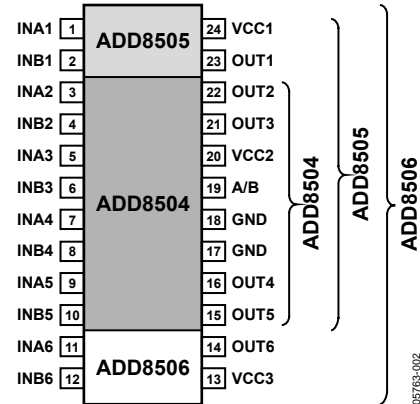 INA1 1 ADD8505 24 VCC1
INB1 2 23 OUT1
INA2 3 22 OUT2
INB2 4 21 OUT3
INA3 5 20 VCC2
INB3 6 ADD8504 19 A/B
INA4 7 18 GND
INB4 8 17 GND
INA5 9 16 OUT4
INB5 10 15 OUT5
INA6 11 14 OUT6
INB6 12 ADD8506 13 VCC3
ADD8504
ADD8505
ADD8506
05763-002